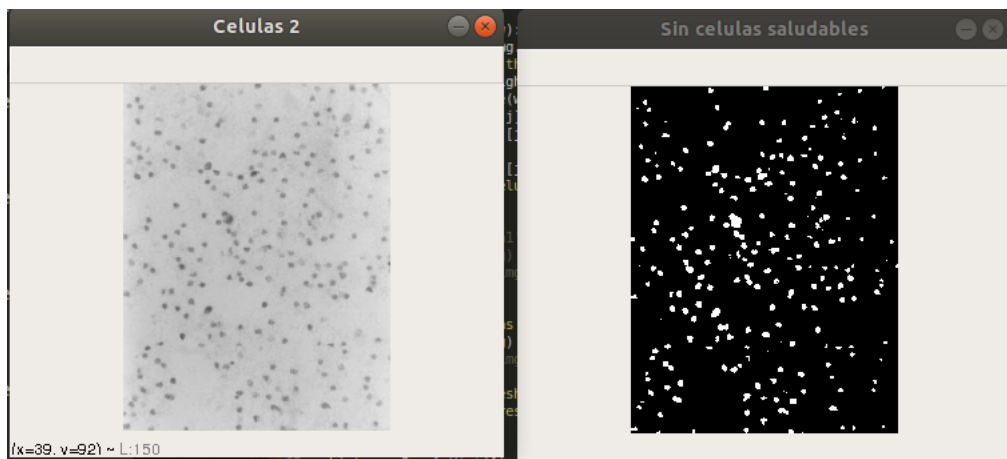 Celulas 2
Sin celulas saludables
(x=39, y=92) ~ L:150